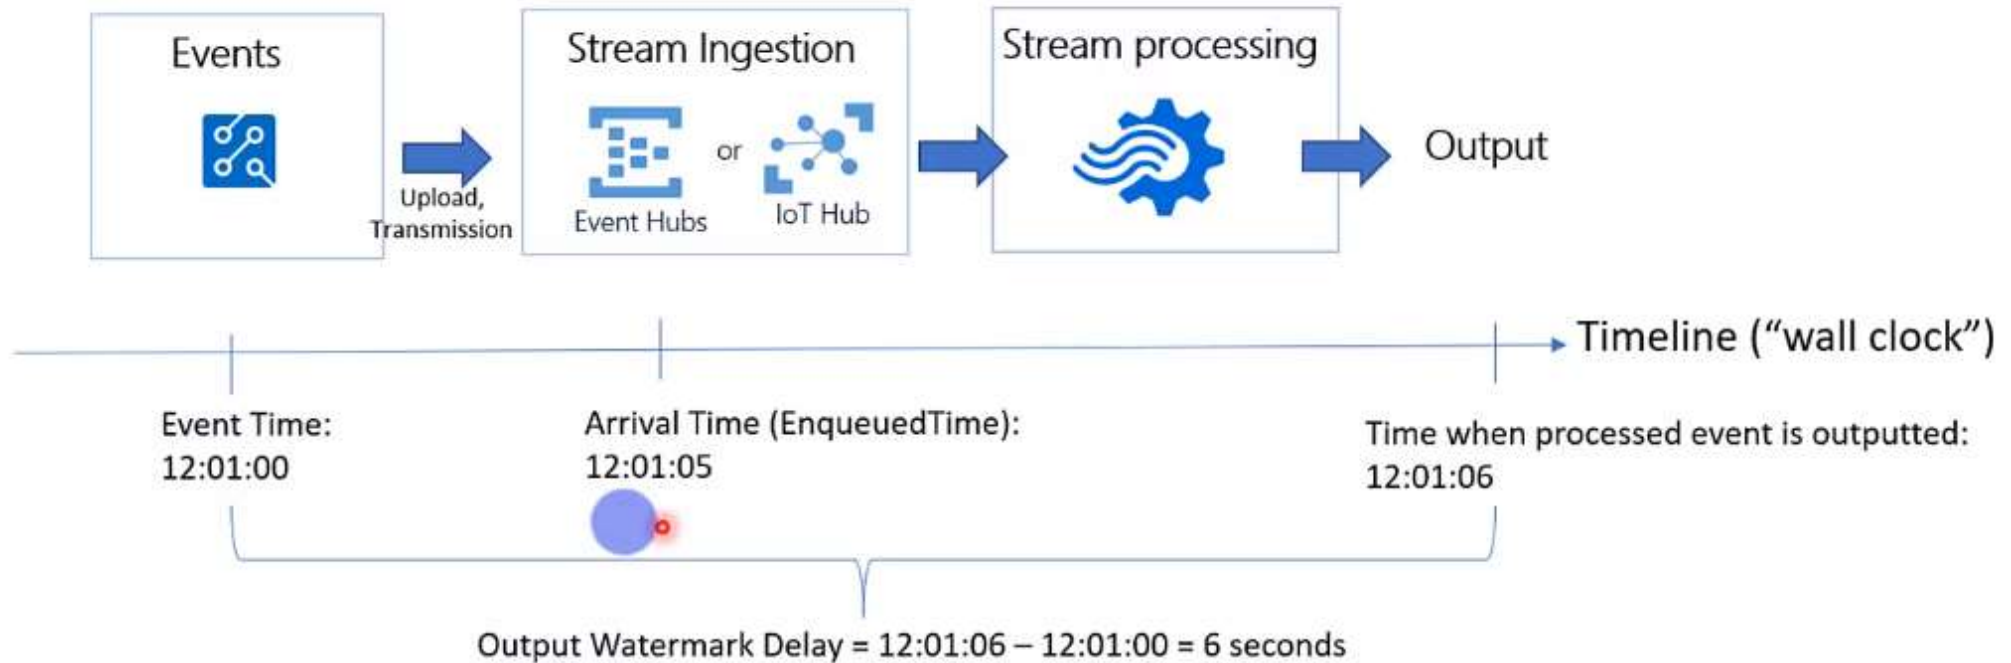 Events
Stream Ingestion
Stream processing
or
Output
Upload,
Transmission
Event Hubs
IoT Hub
Timeline (“wall clock”)
Event Time:
12:01:00
Arrival Time (EnqueuedTime):
12:01:05
Time when processed event is outputted:
12:01:06
Output Watermark Delay = 12:01:06 – 12:01:00 = 6 seconds